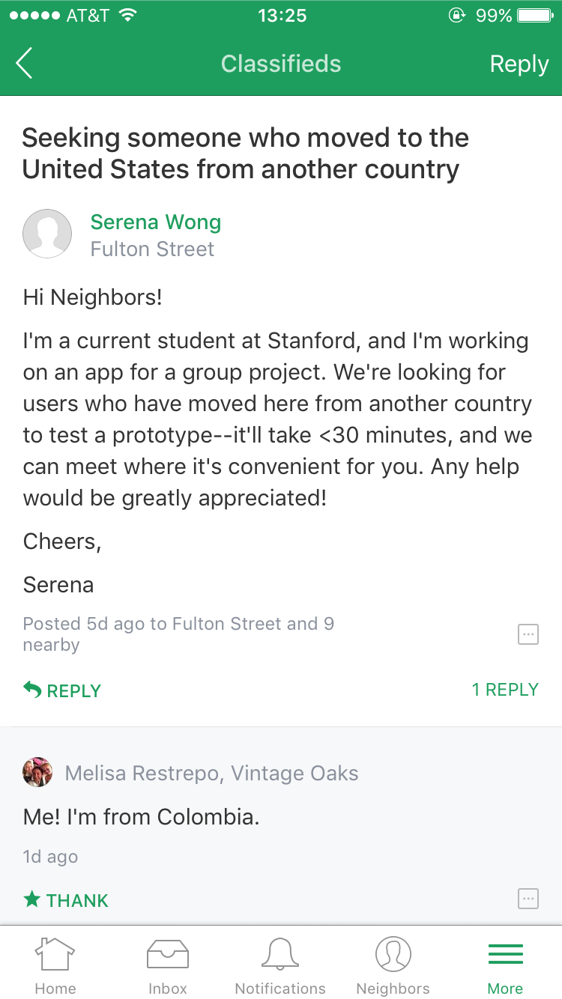 AT&T 13:25 99%
Classifieds Reply
Seeking someone who moved to the
United States from another country
Serena Wong
Fulton Street
Hi Neighbors!
I'm a current student at Stanford, and I'm working
on an app for a group project. We're looking for
users who have moved here from another country
to test a prototype--it'll take <30 minutes, and we
can meet where it's convenient for you. Any help
would be greatly appreciated!
Cheers,
Serena
Posted 5d ago to Fulton Street and 9
nearby
REPLY 1 REPLY
Melisa Restrepo, Vintage Oaks
Me! I'm from Colombia.
1d ago
THANK
Home Inbox Notifications Neighbors More